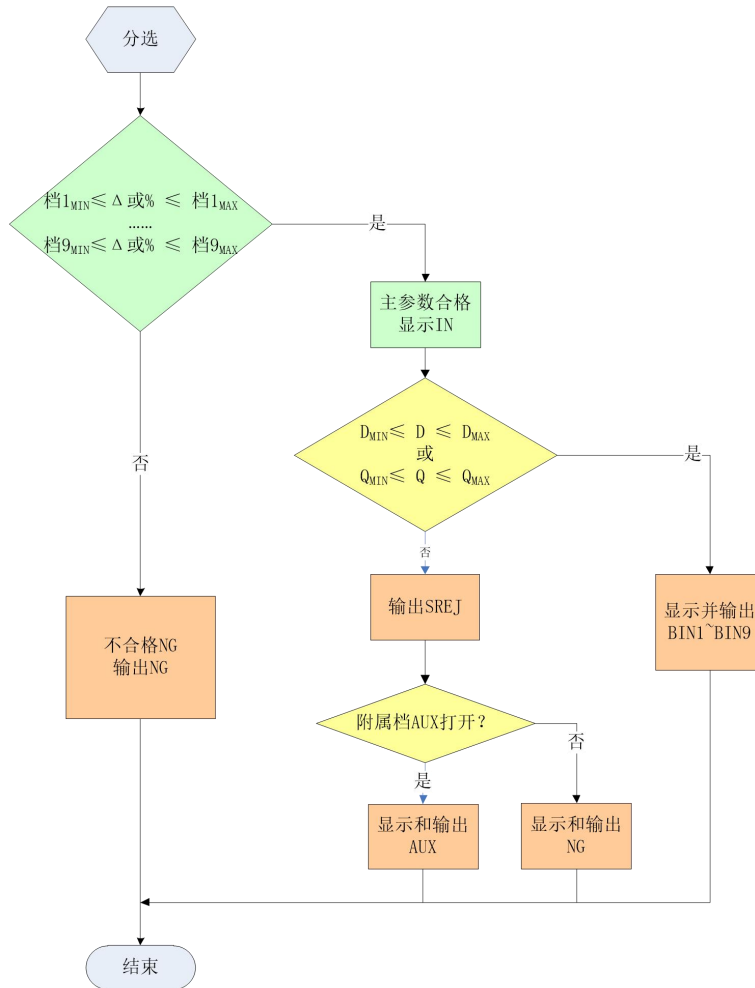 分选
档1MIN≤Δ或% ≤ 档1MAX
……
档9MIN≤Δ或% ≤ 档9MAX
是
主参数合格
显示IN
DMIN≤ D ≤ DMAX
或
QMIN≤ Q ≤ QMAX
是
否
否
不合格NG
输出NG
输出SREJ
显示并输出
BIN1~BIN9
附属档AUX打开？
否
是
显示和输出
AUX
显示和输出
NG
结束